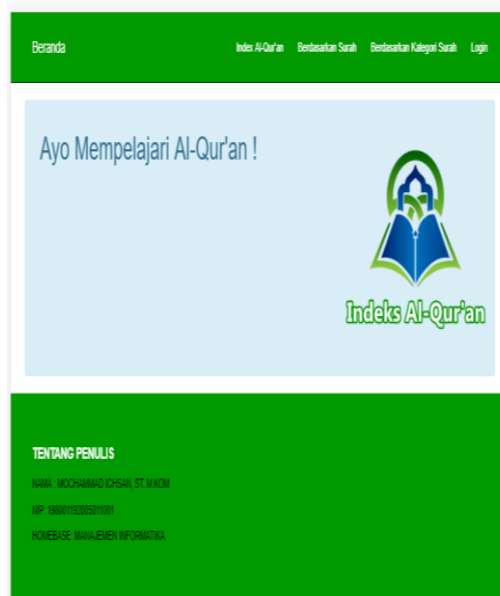 Beranda Index Al-Qur'an Berdasarkan Surah Berdasarkan Kategori Surah Login
Ayo Mempelajari Al-Qur'an !
Indeks Al-Qur'an
TENTANG PENULIS
NAMA : MOCHAMMAD ICHSAN, ST. M.KOM
NIP. 198001192005011001
HOMEBASE: MANAJEMEN INFORMATIKA